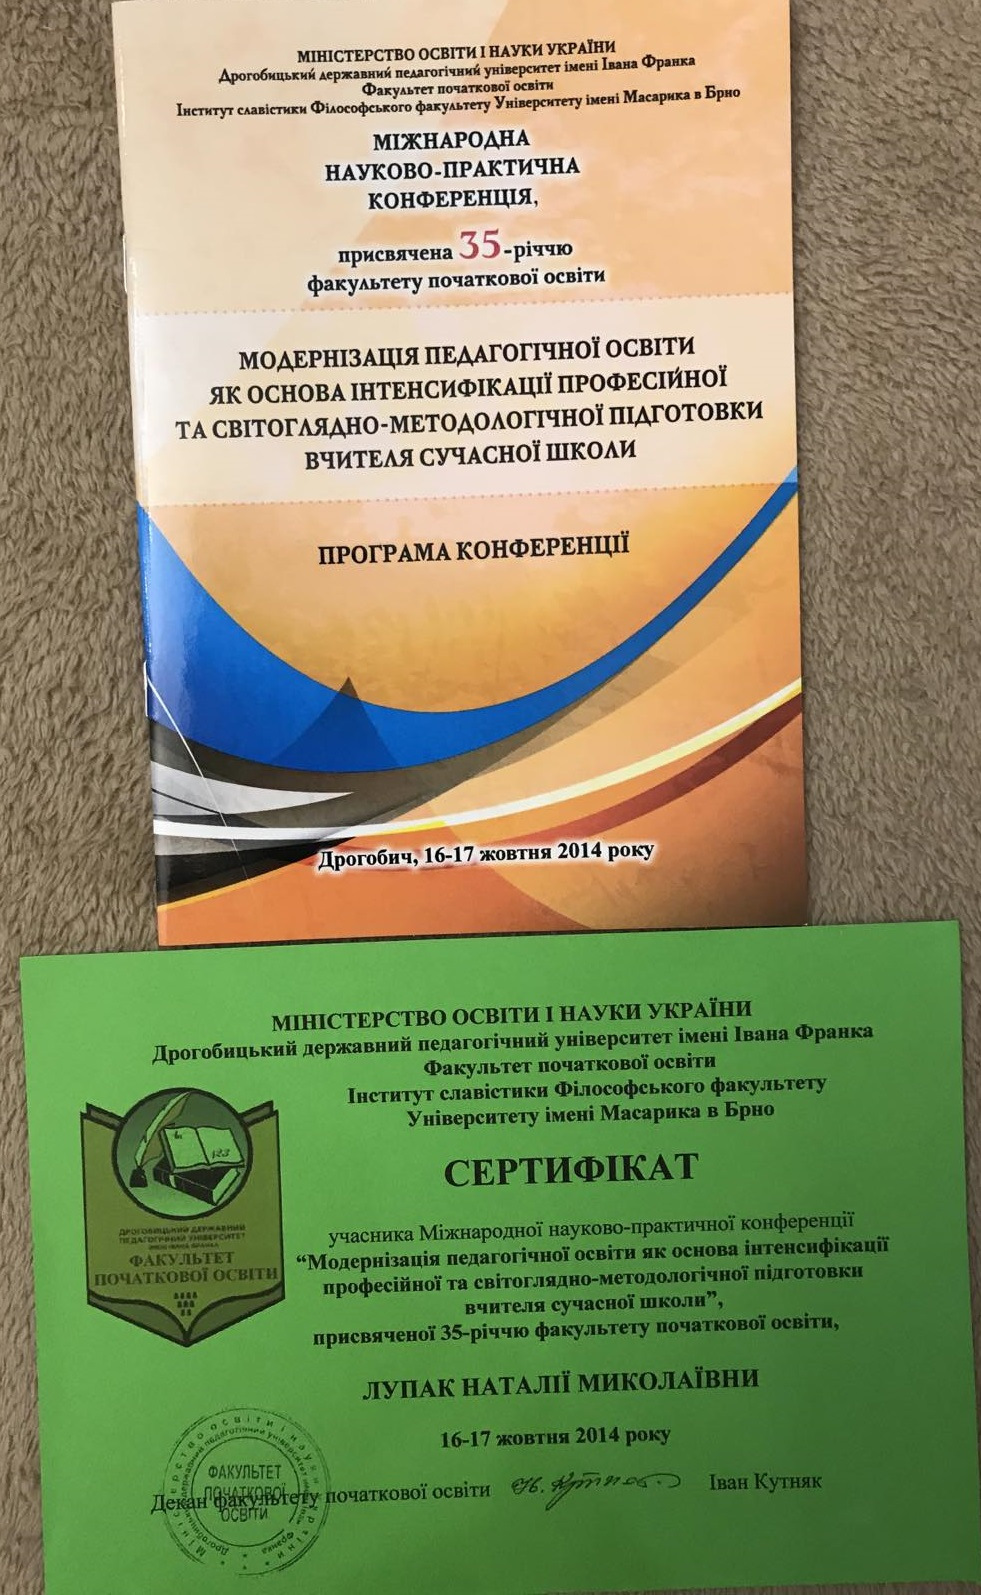 МІНІСТЕРСТВО ОСВІТИ І НАУКИ УКРАЇНИ
Дрогобицький державний педагогічний університет імені Івана Франка
Факультет початкової освіти
Інститут славістики Філософського факультету Університету імені Масарика в Брно
МІЖНАРОДНА
НАУКОВО-ПРАКТИЧНА
КОНФЕРЕНЦІЯ,
присвячена 35-річчю
факультету початкової освіти
МОДЕРНІЗАЦІЯ ПЕДАГОГІЧНОЇ ОСВІТИ
ЯК ОСНОВА ІНТЕНСИФІКАЦІЇ ПРОФЕСІЙНОЇ
ТА СВІТОГЛЯДНО-МЕТОДОЛОГІЧНОЇ ПІДГОТОВКИ
ВЧИТЕЛЯ СУЧАСНОЇ ШКОЛИ
ПРОГРАМА КОНФЕРЕНЦІЇ
Дрогобич, 16-17 жовтня 2014 року
МІНІСТЕРСТВО ОСВІТИ І НАУКИ УКРАЇНИ
Дрогобицький державний педагогічний університет імені Івана Франка
Факультет початкової освіти
Інститут славістики Філософського факультету
Університету імені Масарика в Брно
123
ДРОГОБИЦЬКИЙ ДЕРЖАВНИЙ
ПЕДАГОГІЧНИЙ УНІВЕРСИТЕТ
ІМЕНІ ІВАНА ФРАНКА
ФАКУЛЬТЕТ
ПОЧАТКОВОЇ ОСВІТИ
СЕРТИФІКАТ
учасника Міжнародної науково-практичної конференції
“Модернізація педагогічної освіти як основа інтенсифікації
професійної та світоглядно-методологічної підготовки
вчителя сучасної школи”,
присвяченої 35-річчю факультету початкової освіти,
ЛУПАК НАТАЛІЇ МИКОЛАЇВНИ
16-17 жовтня 2014 року
Декан факультету початкової освіти Іван Кутняк
Міністерство освіти і науки України
ФАКУЛЬТЕТ
ПОЧАТКОВОЇ
ОСВІТИ